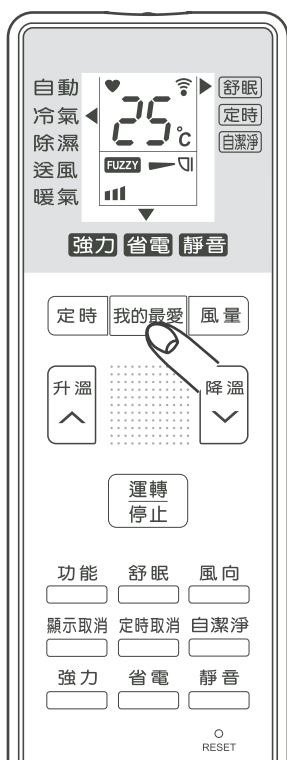 自動
冷氣
除濕
送風
暖氣
25°C
FUZZY
舒眠
定時
自潔淨
強力 省電 靜音
定時 我的最愛 風量
升溫 降溫
運轉
停止
功能 舒眠 風向
顯示取消 定時取消 自潔淨
強力 省電 靜音
RESET